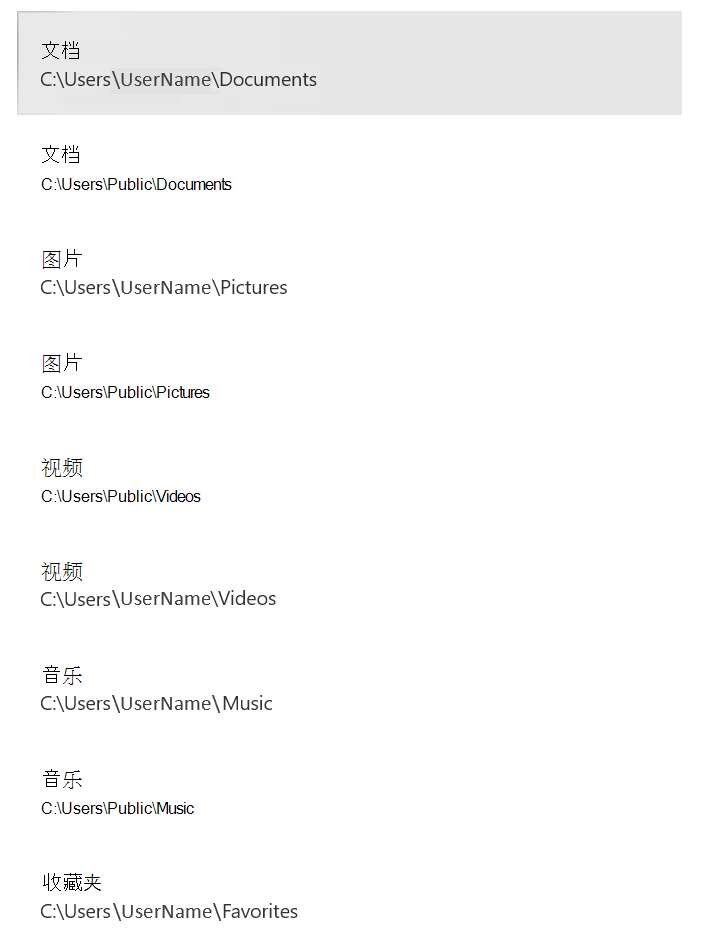 文档
C:\Users\UserName\Documents
文档
C:\Users\Public\Documents
图片
C:\Users\UserName\Pictures
图片
C:\Users\Public\Pictures
视频
C:\Users\Public\Videos
视频
C:\Users\UserName\Videos
音乐
C:\Users\UserName\Music
音乐
C:\Users\Public\Music
收藏夹
C:\Users\UserName\Favorites